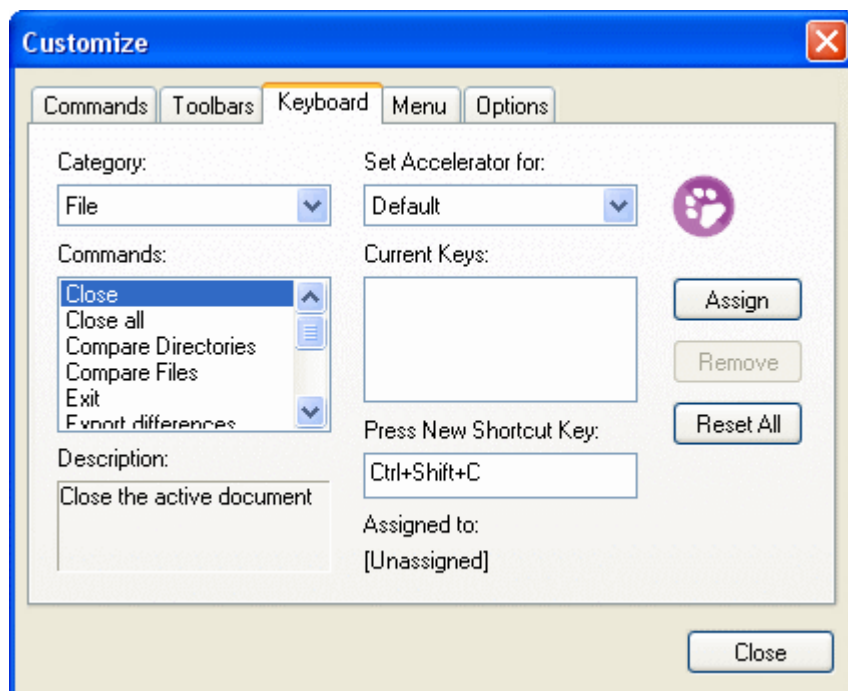 Customize
Commands Toolbars Keyboard Menu Options
Category:
File
Commands:
Close
Close all
Compare Directories
Compare Files
Exit
Export differences
Description:
Close the active document
Set Accelerator for:
Default
Current Keys:
Press New Shortcut Key:
Ctrl+Shift+C
Assigned to:
[Unassigned]
Assign
Remove
Reset All
Close